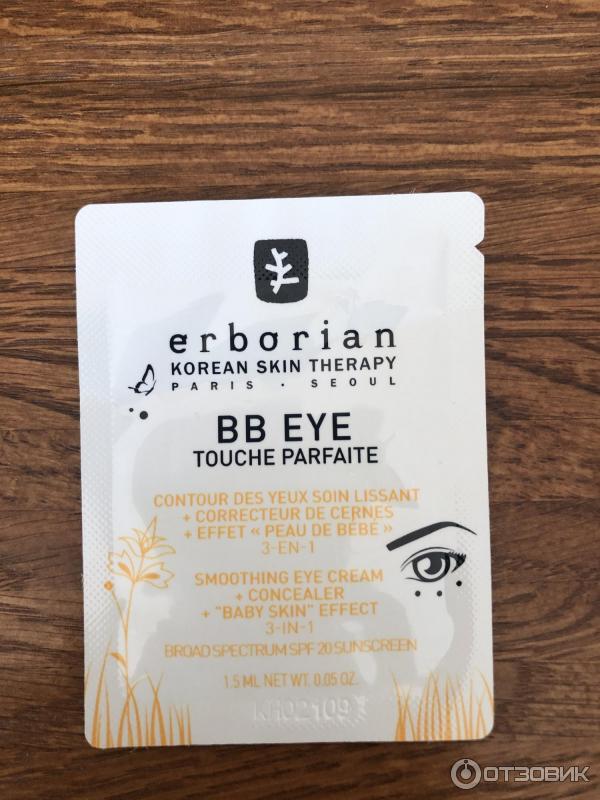 erborian
KOREAN SKIN THERAPY
PARIS · SEOUL
BB EYE
TOUCHE PARFAITE
CONTOUR DES YEUX SOIN LISSANT
+ CORRECTEUR DE CERNES
+ EFFET « PEAU DE BÉBÉ »
3-EN-1
SMOOTHING EYE CREAM
+ CONCEALER
+ "BABY SKIN" EFFECT
3-IN-1
BROAD SPECTRUM SPF 20 SUNSCREEN
1.5 ML NET WT. 0.05 OZ.
ОТЗОВИК